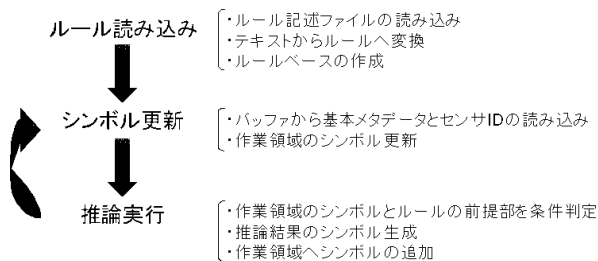 ルール読み込み
・ルール記述ファイルの読み込み
・テキストからルールへ変換
・ルールベースの作成
シンボル更新
・バッファから基本メタデータとセンサIDの読み込み
・作業領域のシンボル更新
推論実行
・作業領域のシンボルとルールの前提部を条件判定
・推論結果のシンボル生成
・作業領域へシンボルの追加